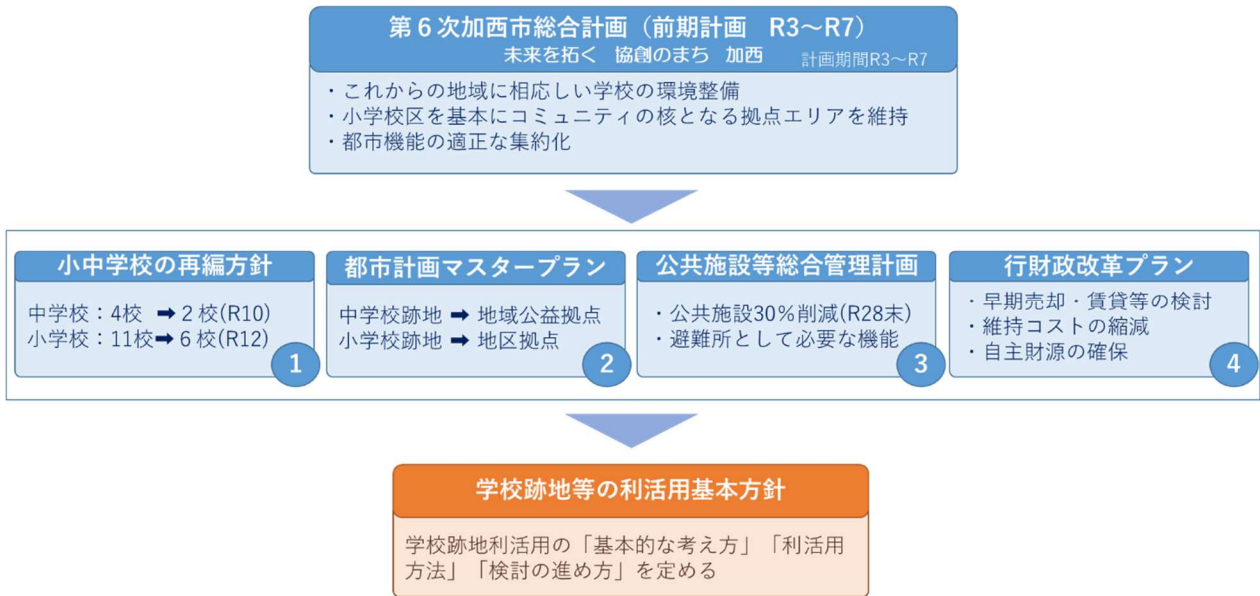 第6次加西市総合計画（前期計画 R3～R7）
未来を拓く 協創のまち 加西 計画期間R3～R7
・これからの地域に相応しい学校の環境整備
・小学校区を基本にコミュニティの核となる拠点エリアを維持
・都市機能の適正な集約化
小中学校の再編方針
中学校：4校 ➡ 2校(R10)
小学校：11校➡6校(R12)
1
都市計画マスタープラン
中学校跡地 ➡ 地域公益拠点
小学校跡地 ➡ 地区拠点
2
公共施設等総合管理計画
・公共施設30％削減(R28末)
・避難所として必要な機能
3
行財政改革プラン
・早期売却・賃貸等の検討
・維持コストの縮減
・自主財源の確保
4
学校跡地等の利活用基本方針
学校跡地利活用の「基本的な考え方」「利活用
方法」「検討の進め方」を定める